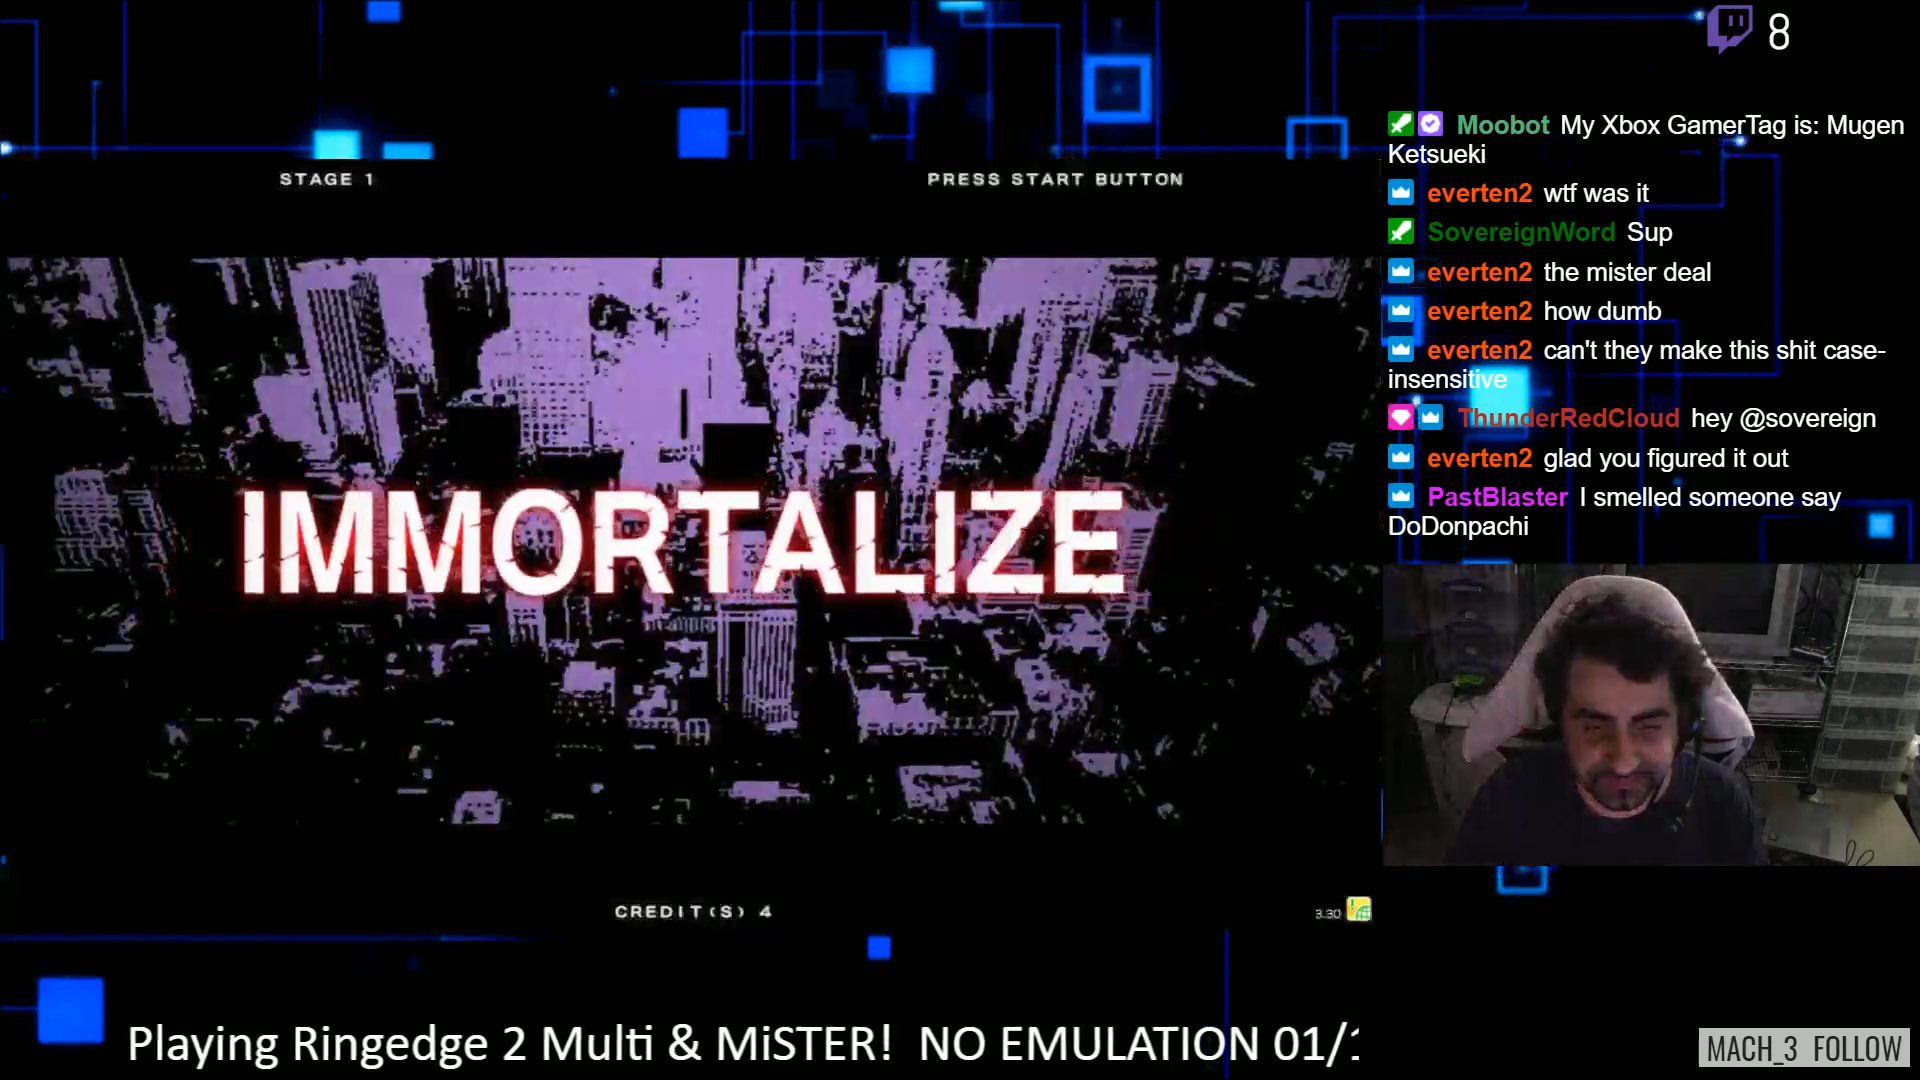 8
STAGE 1
PRESS START BUTTON
IMMORTALIZE
CREDIT(S) 4
3.30
Moobot My Xbox GamerTag is: Mugen
Ketsueki
everten2 wtf was it
SovereignWord Sup
everten2 the mister deal
everten2 how dumb
everten2 can't they make this shit case-
insensitive
ThunderRedCloud hey @sovereign
everten2 glad you figured it out
PastBlaster I smelled someone say
DoDonpachi
Playing Ringedge 2 Multi & MiSTER! NO EMULATION 01/
MACH_3 FOLLOW